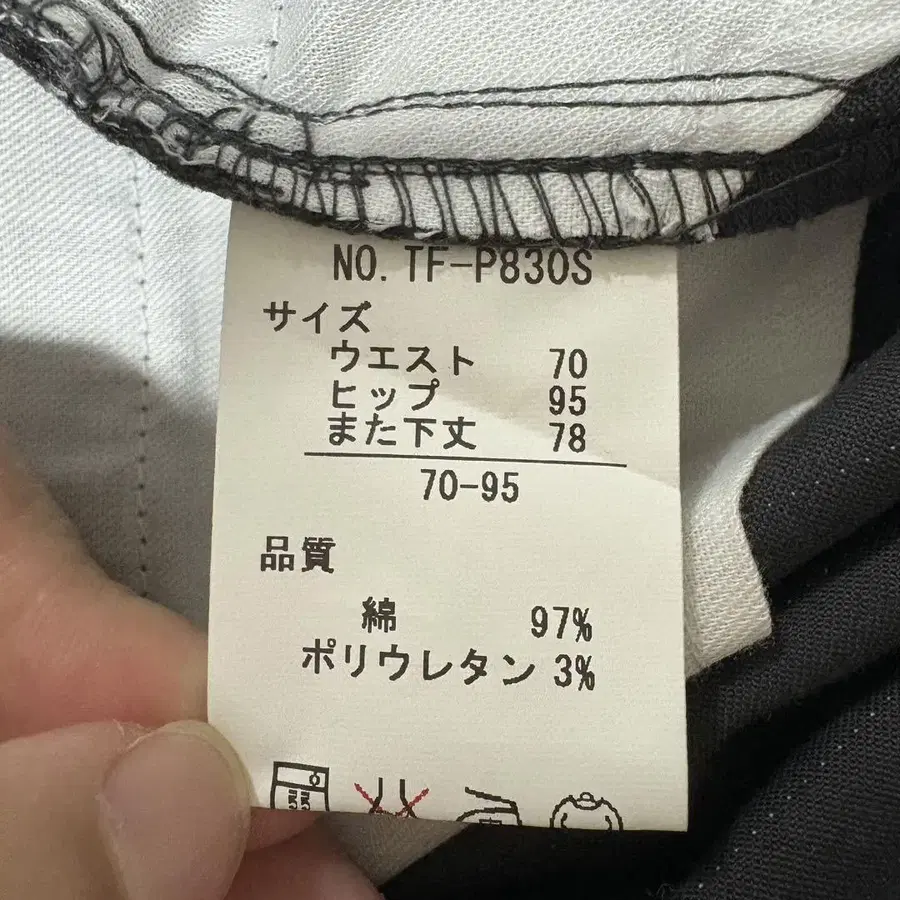 NO. TF-P830S
サイズ
ウエスト 70
ヒップ 95
また下丈 78
70-95
品質
綿 97%
ポリウレタン 3%